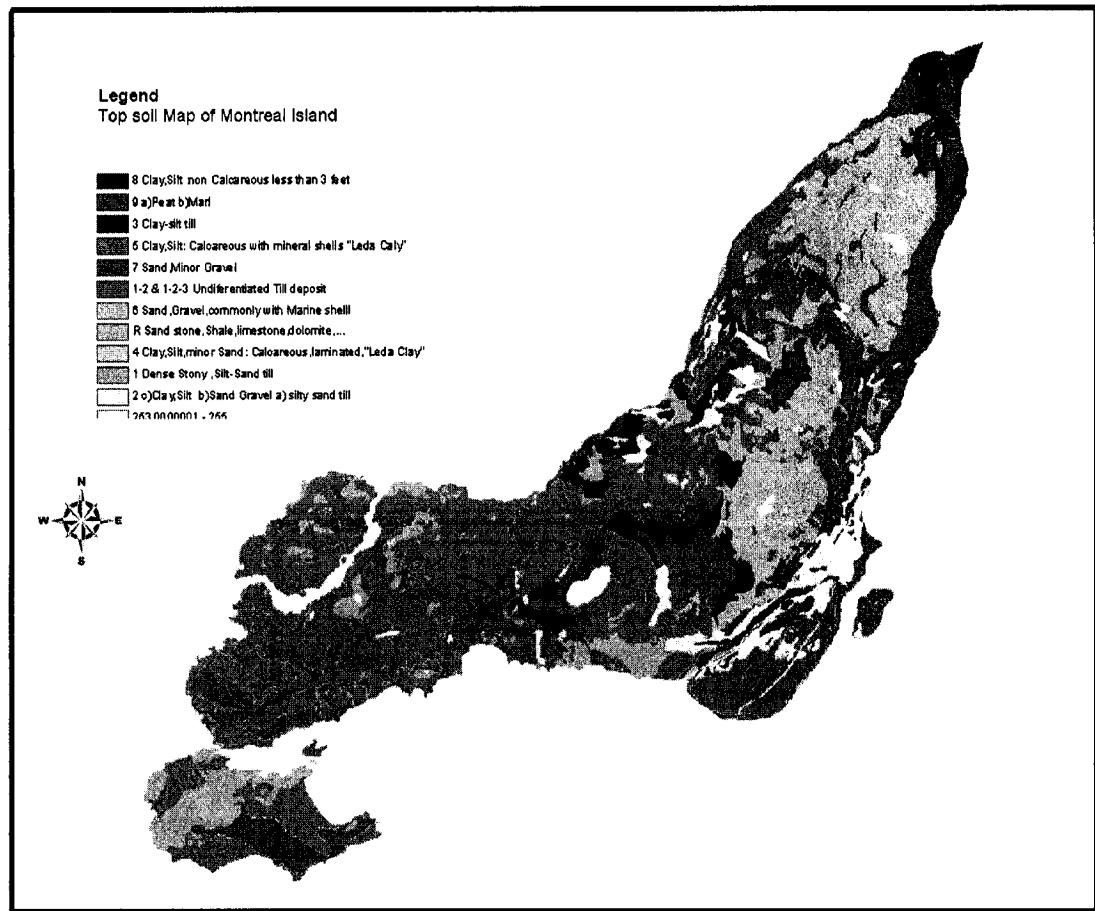 Legend
Top soil Map of Montreal Island
8 Clay,Silt non Calcareous less than 3 feet
9 a)Peat b)Marl
3 Clay-silt till
5 Clay,Silt: Calcareous with mineral shells "Leda Caly"
7 Sand,Minor Gravel
1-2 & 1-2-3 Undiferentiated Till deposit
6 Sand,Gravel,commonly with Marine shelll
R Sand stone,Shale,limestone,dolomite,...
4 Clay,Silt,minor Sand: Calcareous,laminated,"Leda Clay"
1 Dense Stony ,Silt-Sand till
2 c)Clay,Silt b)Sand Gravel a) silty sand till
253.0000001 - 255
N
W
E
S